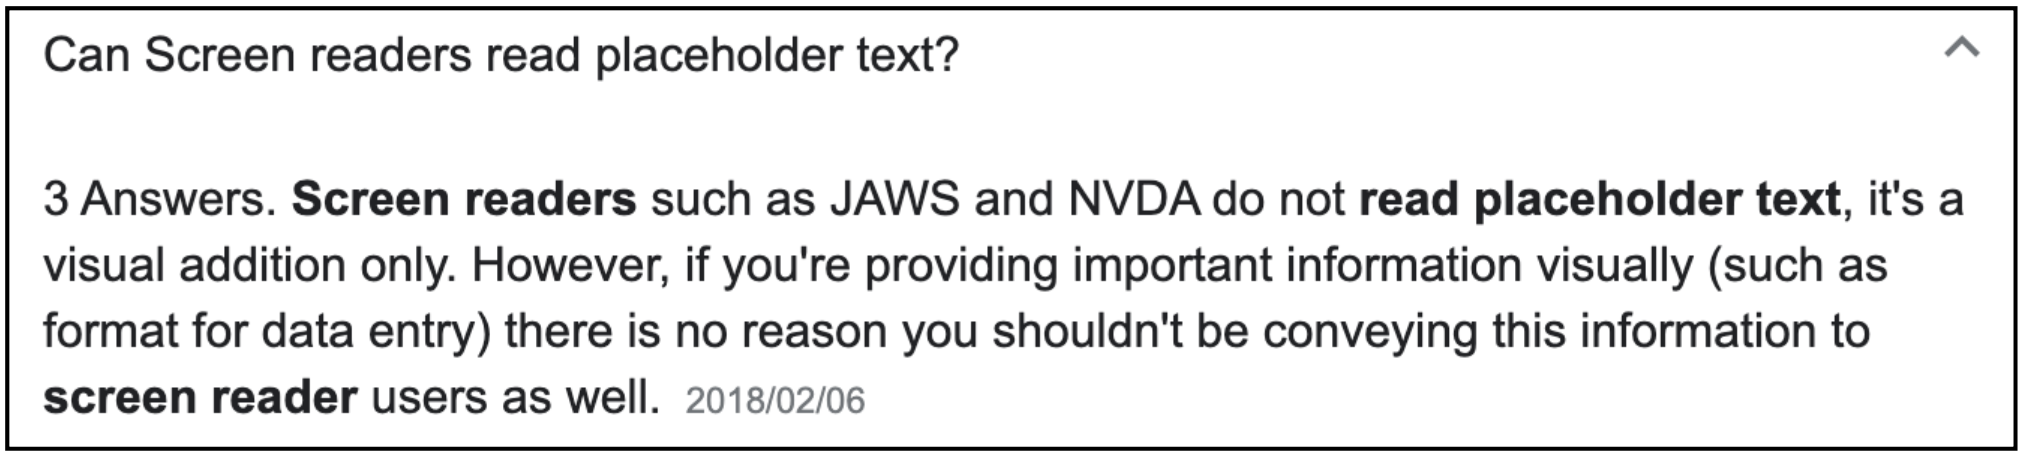 Can Screen readers read placeholder text?
3 Answers. Screen readers such as JAWS and NVDA do not read placeholder text, it's a
visual addition only. However, if you're providing important information visually (such as
format for data entry) there is no reason you shouldn't be conveying this information to
screen reader users as well. 2018/02/06